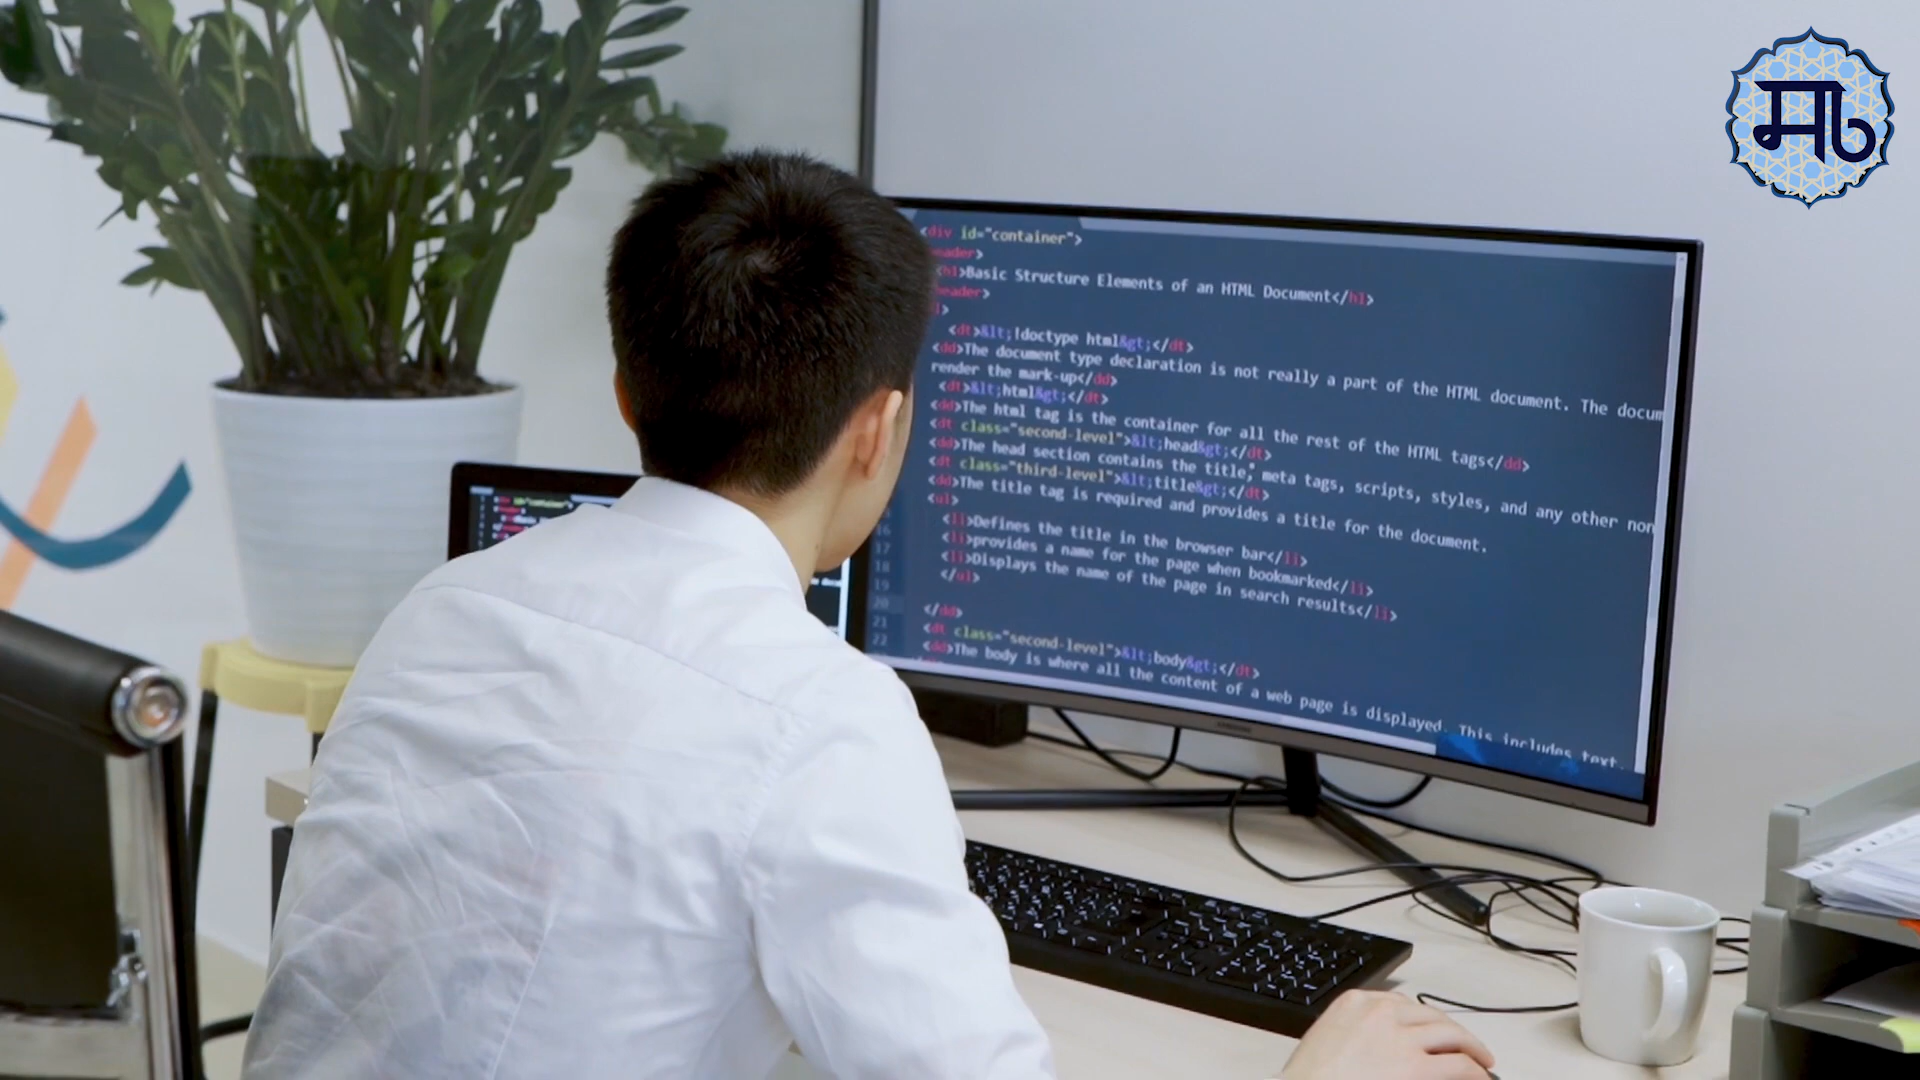 <div id="container">
header>
<h1>Basic Structure Elements of an HTML Document</h1>
header>
l>
<dt>&lt;!doctype html&gt;</dt>
<dd>The document type declaration is not really a part of the HTML document. The docum
render the mark-up</dd>
<dt>&lt;html&gt;</dt>
<dd>The html tag is the container for all the rest of the HTML tags</dd>
<dt class="second-level">&lt;head&gt;</dt>
<dd>The head section contains the title, meta tags, scripts, styles, and any other non
<dt class="third-level">&lt;title&gt;</dt>
<dd>The title tag is required and provides a title for the document.
<ul>
<li>Defines the title in the browser bar</li>
<li>provides a name for the page when bookmarked</li>
<li>Displays the name of the page in search results</li>
</ul>
</dd>
<dt class="second-level">&lt;body&gt;</dt>
<dd>The body is where all the content of a web page is displayed. This includes text,
16
17
18
19
20
21
22
SAMSUNG